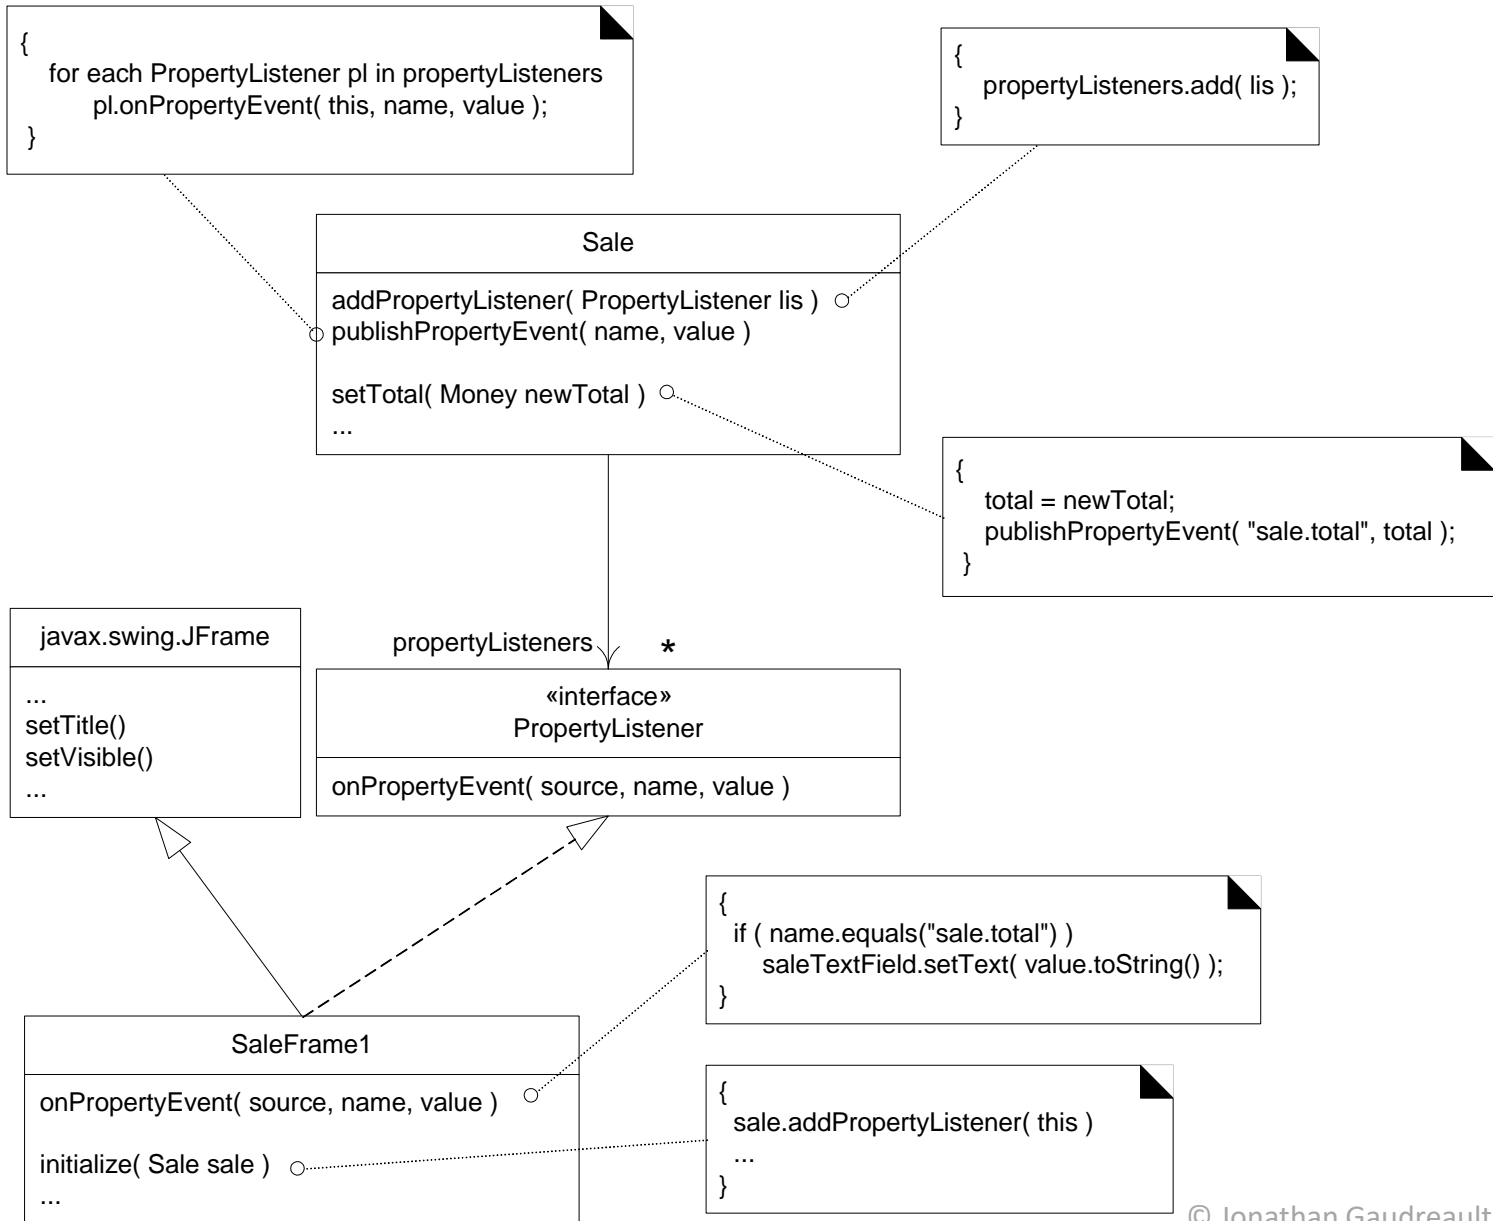 {
for each PropertyListener pl in propertyListeners
pl.onPropertyEvent( this, name, value );
}
{
propertyListeners.add( lis );
}
Sale
addPropertyListener( PropertyListener lis )
publishPropertyEvent( name, value )
setTotal( Money newTotal )
...
{
total = newTotal;
publishPropertyEvent( "sale.total", total );
}
javax.swing.JFrame
...
setTitle()
setVisible()
...
propertyListeners
*
«interface»
PropertyListener
onPropertyEvent( source, name, value )
{
if ( name.equals("sale.total") )
saleTextField.setText( value.toString() );
}
SaleFrame1
onPropertyEvent( source, name, value )
initialize( Sale sale )
...
{
sale.addPropertyListener( this )
...
}
© Jonathan Gaudreault